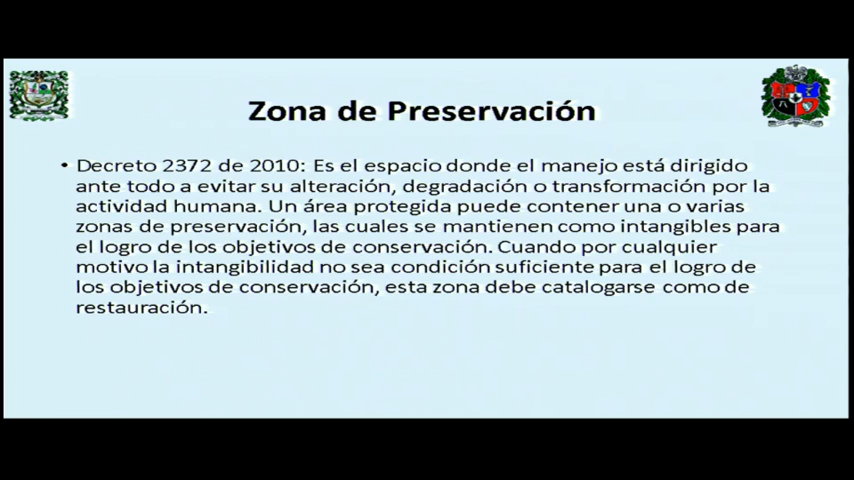 Zona de Preservación
• Decreto 2372 de 2010: Es el espacio donde el manejo está dirigido
ante todo a evitar su alteración, degradación o transformación por la
actividad humana. Un área protegida puede contener una o varias
zonas de preservación, las cuales se mantienen como intangibles para
el logro de los objetivos de conservación. Cuando por cualquier
motivo la intangibilidad no sea condición suficiente para el logro de
los objetivos de conservación, esta zona debe catalogarse como de
restauración.